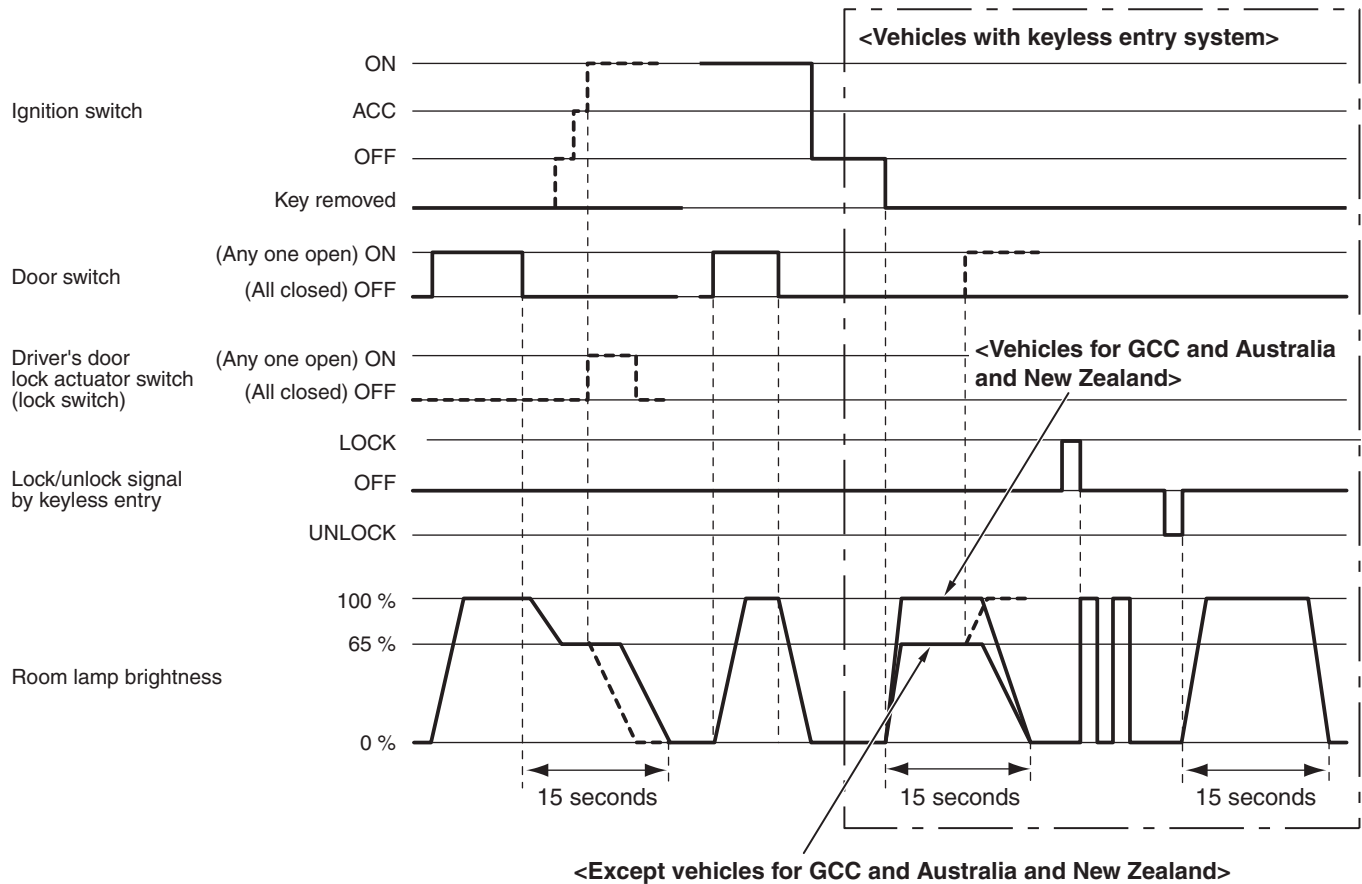 <Vehicles with keyless entry system>
Ignition switch
ON
ACC
OFF
Key removed
Door switch
(Any one open) ON
(All closed) OFF
Driver's door
lock actuator switch
(lock switch)
(Any one open) ON
(All closed) OFF
<Vehicles for GCC and Australia
and New Zealand>
Lock/unlock signal
by keyless entry
LOCK
OFF
UNLOCK
Room lamp brightness
100 %
65 %
0 %
15 seconds
15 seconds
15 seconds
<Except vehicles for GCC and Australia and New Zealand>